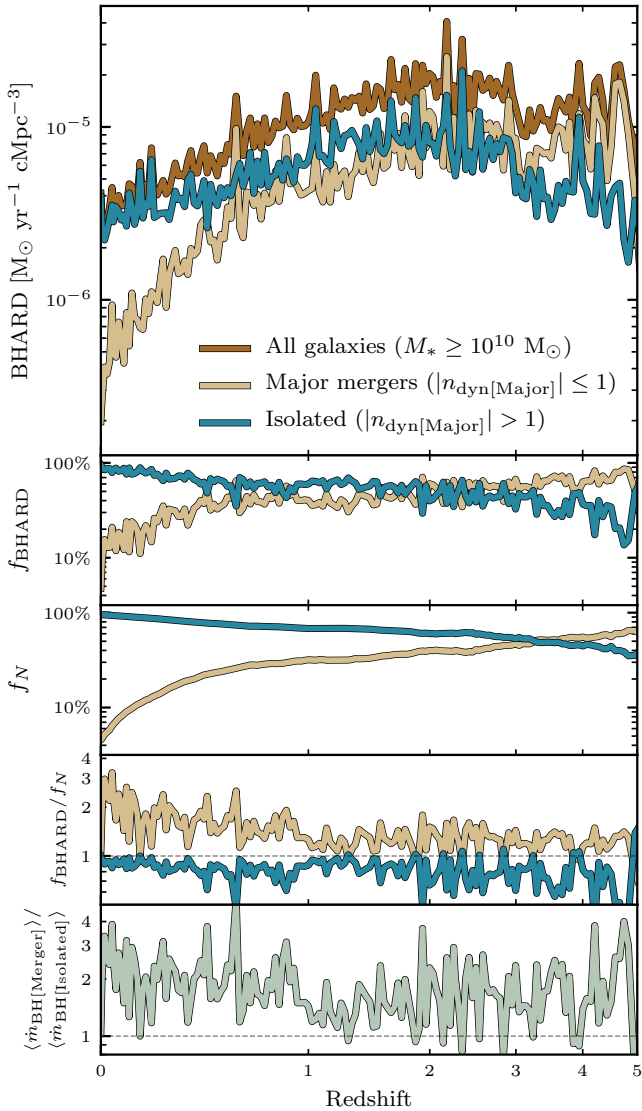 BHARD [M⊙ yr⁻¹ cMpc⁻³]
10⁻⁵
10⁻⁶
All galaxies (M* ≥ 10¹⁰ M⊙)
Major mergers (|n_dyn[Major]| ≤ 1)
Isolated (|n_dyn[Major]| > 1)
f_BHARD
100%
10%
f_N
100%
10%
f_BHARD/f_N
4
3
2
1
⟨ṁ_BH[Merger]⟩/
⟨ṁ_BH[Isolated]⟩
4
3
2
1
0 1 2 3 4 5
Redshift